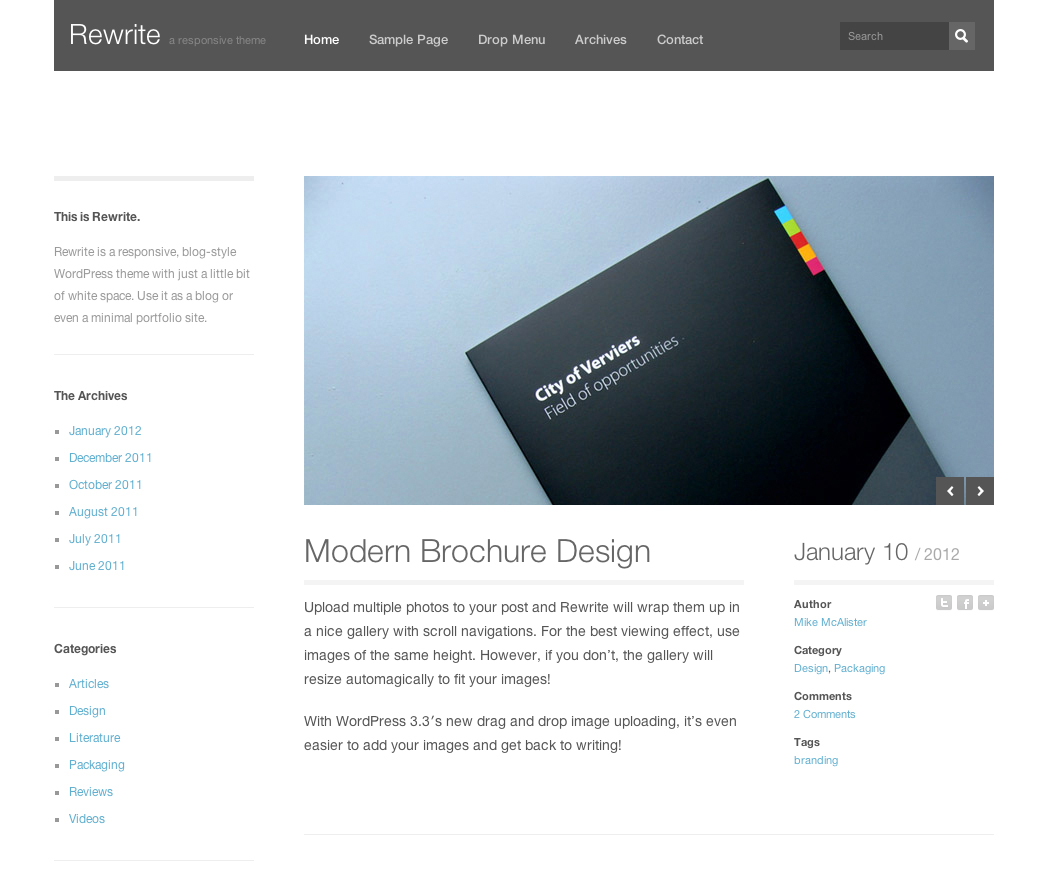 Rewrite a responsive theme
Home Sample Page Drop Menu Archives Contact
Search
This is Rewrite.
Rewrite is a responsive, blog-style
WordPress theme with just a little bit
of white space. Use it as a blog or
even a minimal portfolio site.
The Archives
January 2012
December 2011
October 2011
August 2011
July 2011
June 2011
Categories
Articles
Design
Literature
Packaging
Reviews
Videos
City of Verviers
Field of opportunities
Modern Brochure Design
Upload multiple photos to your post and Rewrite will wrap them up in
a nice gallery with scroll navigations. For the best viewing effect, use
images of the same height. However, if you don’t, the gallery will
resize automagically to fit your images!
With WordPress 3.3′s new drag and drop image uploading, it’s even
easier to add your images and get back to writing!
January 10 / 2012
Author
Mike McAlister
Category
Design, Packaging
Comments
2 Comments
Tags
branding